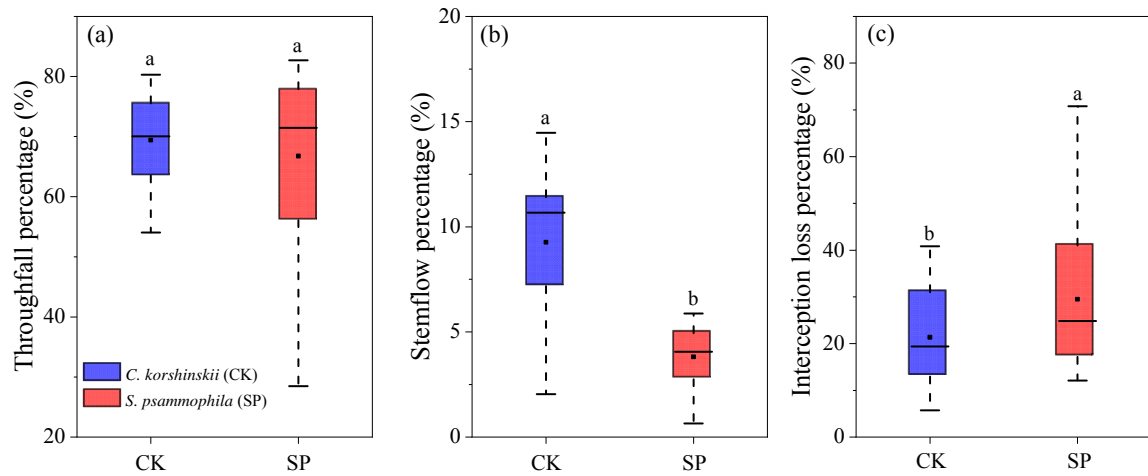 (a)
a
a
Throughfall percentage (%)
80
60
40
20
C. korshinskii (CK)
S. psammophila (SP)
CK
SP
(b)
a
b
Stemflow percentage (%)
20
15
10
5
0
CK
SP
(c)
b
a
Interception loss percentage (%)
80
60
40
20
0
CK
SP